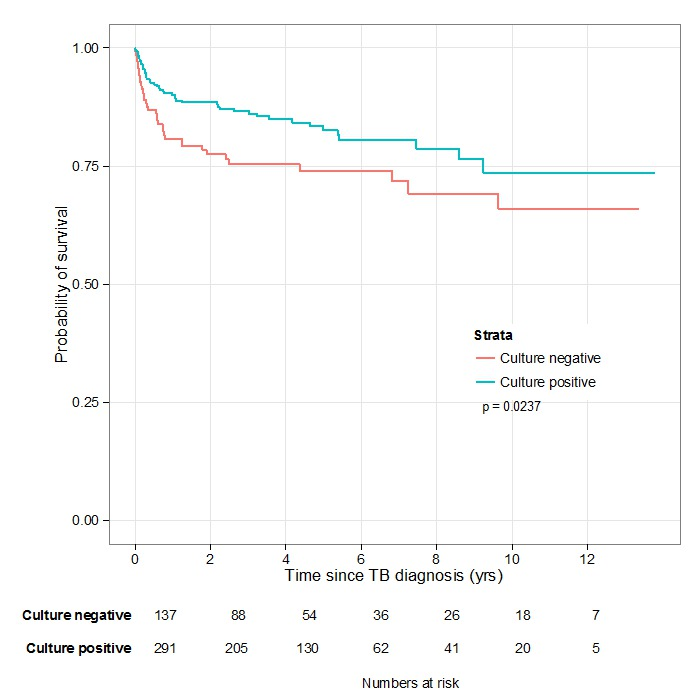 1.00
0.75
0.50
0.25
0.00
Probability of survival
Strata
Culture negative
Culture positive
p = 0.0237
0 2 4 6 8 10 12
Time since TB diagnosis (yrs)
Culture negative 137 88 54 36 26 18 7
Culture positive 291 205 130 62 41 20 5
Numbers at risk